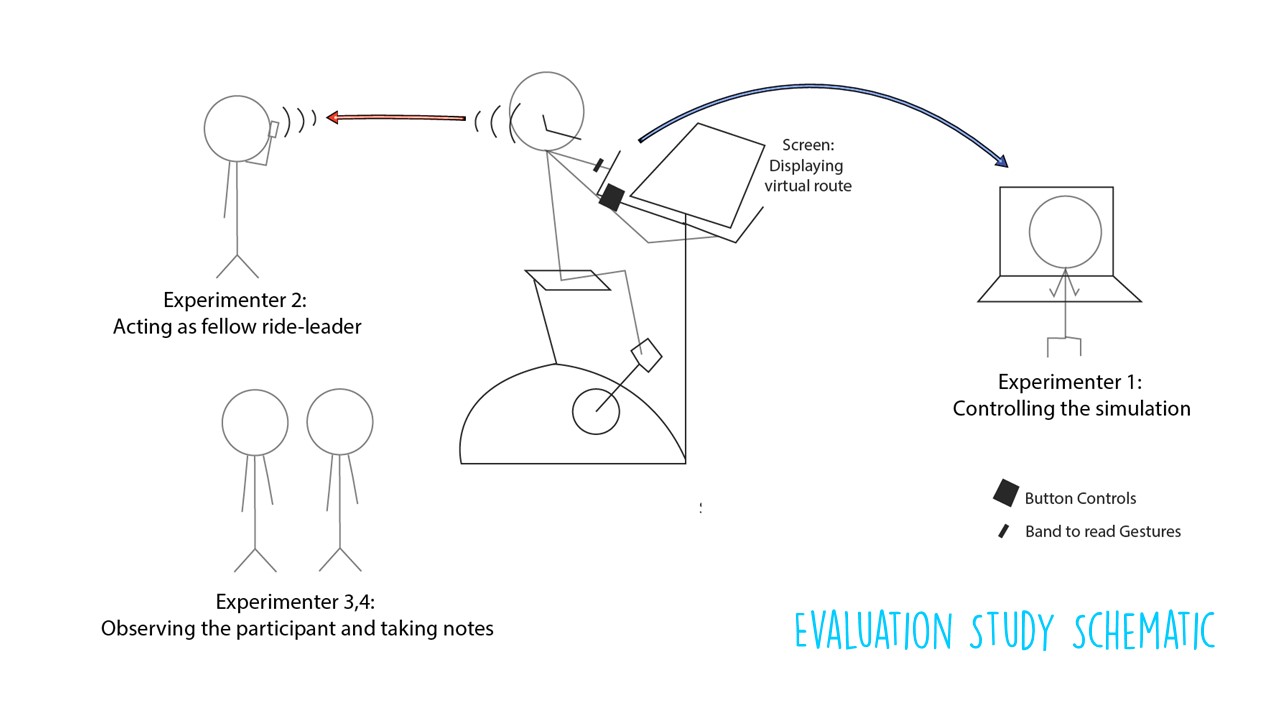 Screen:
Displaying
virtual route
Experimenter 2:
Acting as fellow ride-leader
Experimenter 1:
Controlling the simulation
Button Controls
Band to read Gestures
Experimenter 3,4:
Observing the participant and taking notes
EVALUATION STUDY SCHEMATIC